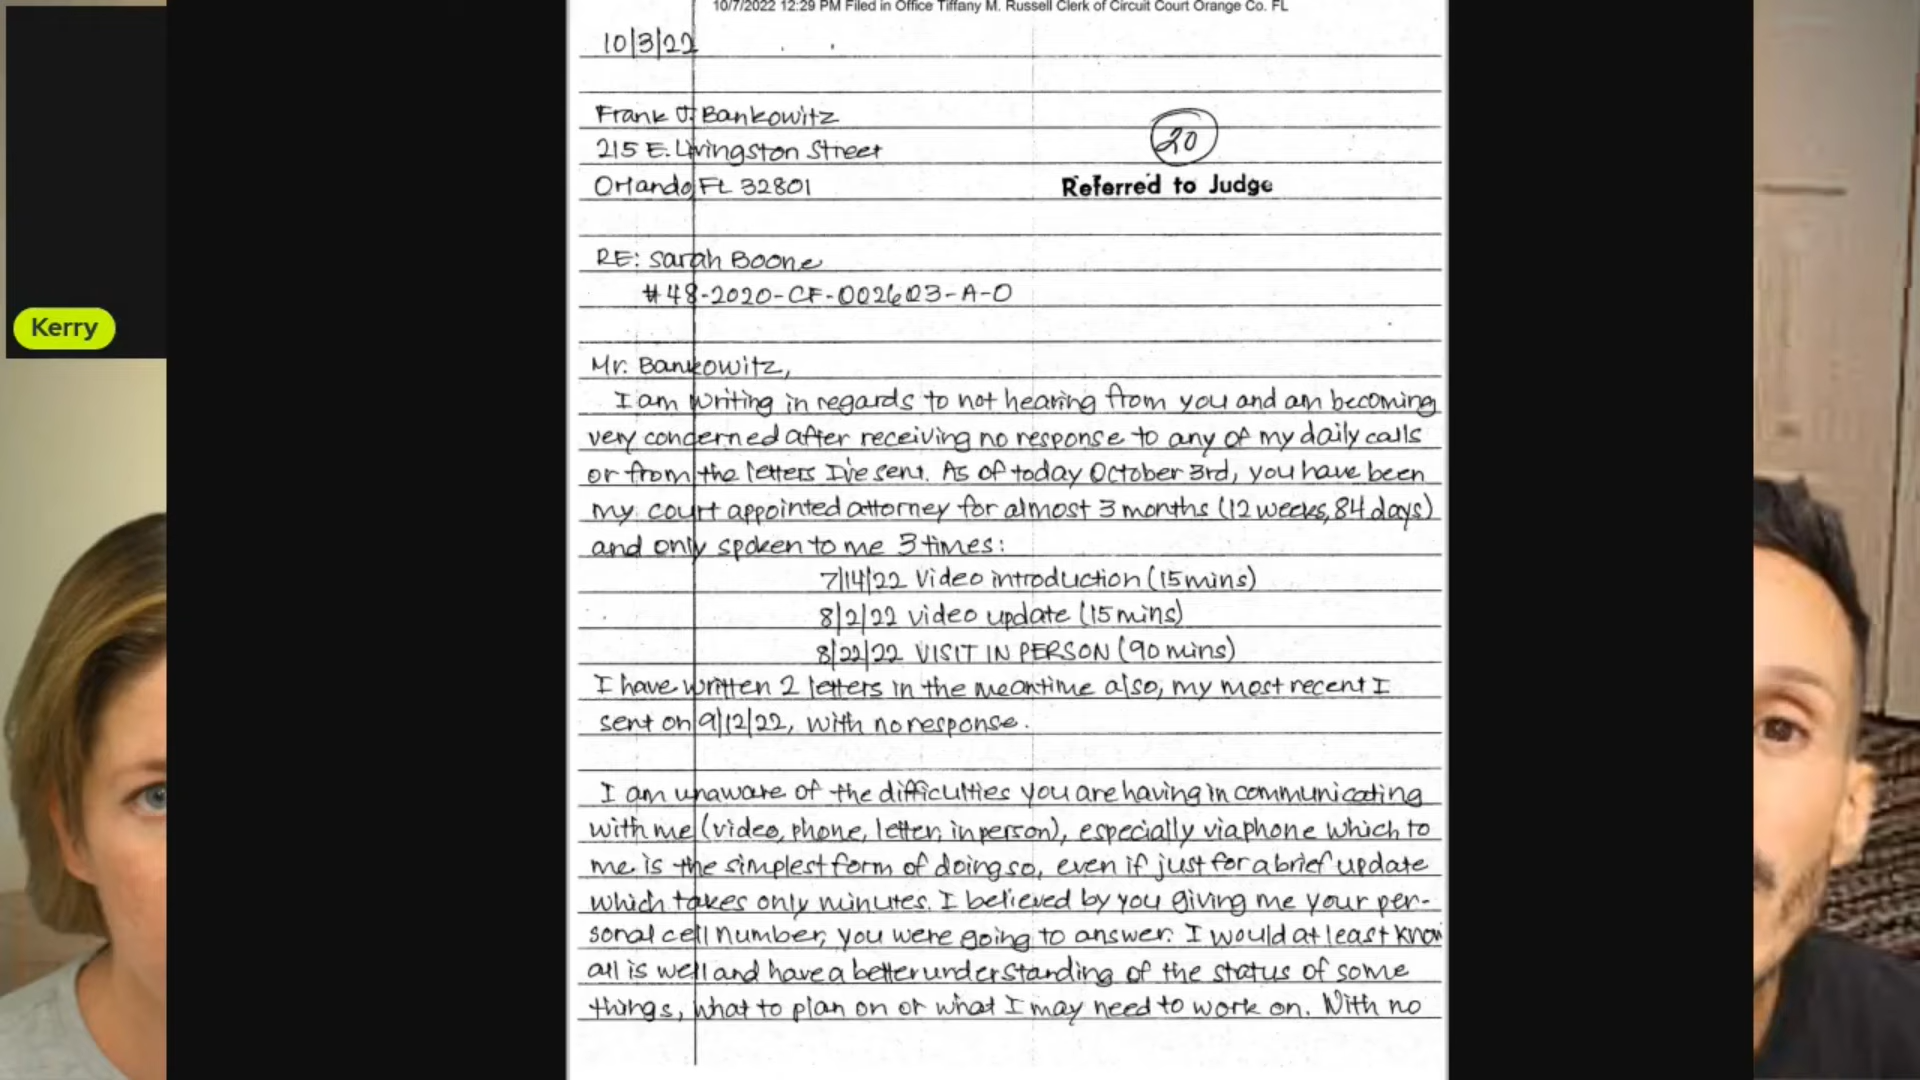 10/7/2022 12:29 PM Filed in Office Tiffany M. Russell Clerk of Circuit Court Orange Co. FL
10/3/22
Frank J. Bankowitz
215 E. Livingston Street
Orlando FL 32801
20
Referred to Judge
RE: Sarah Boone
#48-2020-CF-002603-A-O
Kerry
Mr. Bankowitz,
I am writing in regards to not hearing from you and am becoming
very concerned after receiving no response to any of my daily calls
or from the letters I've sent. As of today October 3rd, you have been
my court appointed attorney for almost 3 months (12 weeks, 84 days)
and only spoken to me 3 times:
7/14/22 Video introduction (15 mins)
8/2/22 video update (15 mins)
8/22/22 VISIT IN PERSON (90 mins)
I have written 2 letters in the meantime also, my most recent I
sent on 9/12/22, with no response.
I am unaware of the difficulties you are having in communicating
with me (video, phone, letter, in person), especially via phone which to
me is the simplest form of doing so, even if just for a brief update
which takes only minutes. I believed by you giving me your per-
sonal cell number, you were going to answer. I would at least know
all is well and have a better understanding of the status of some
things, what to plan on or what I may need to work on. With no